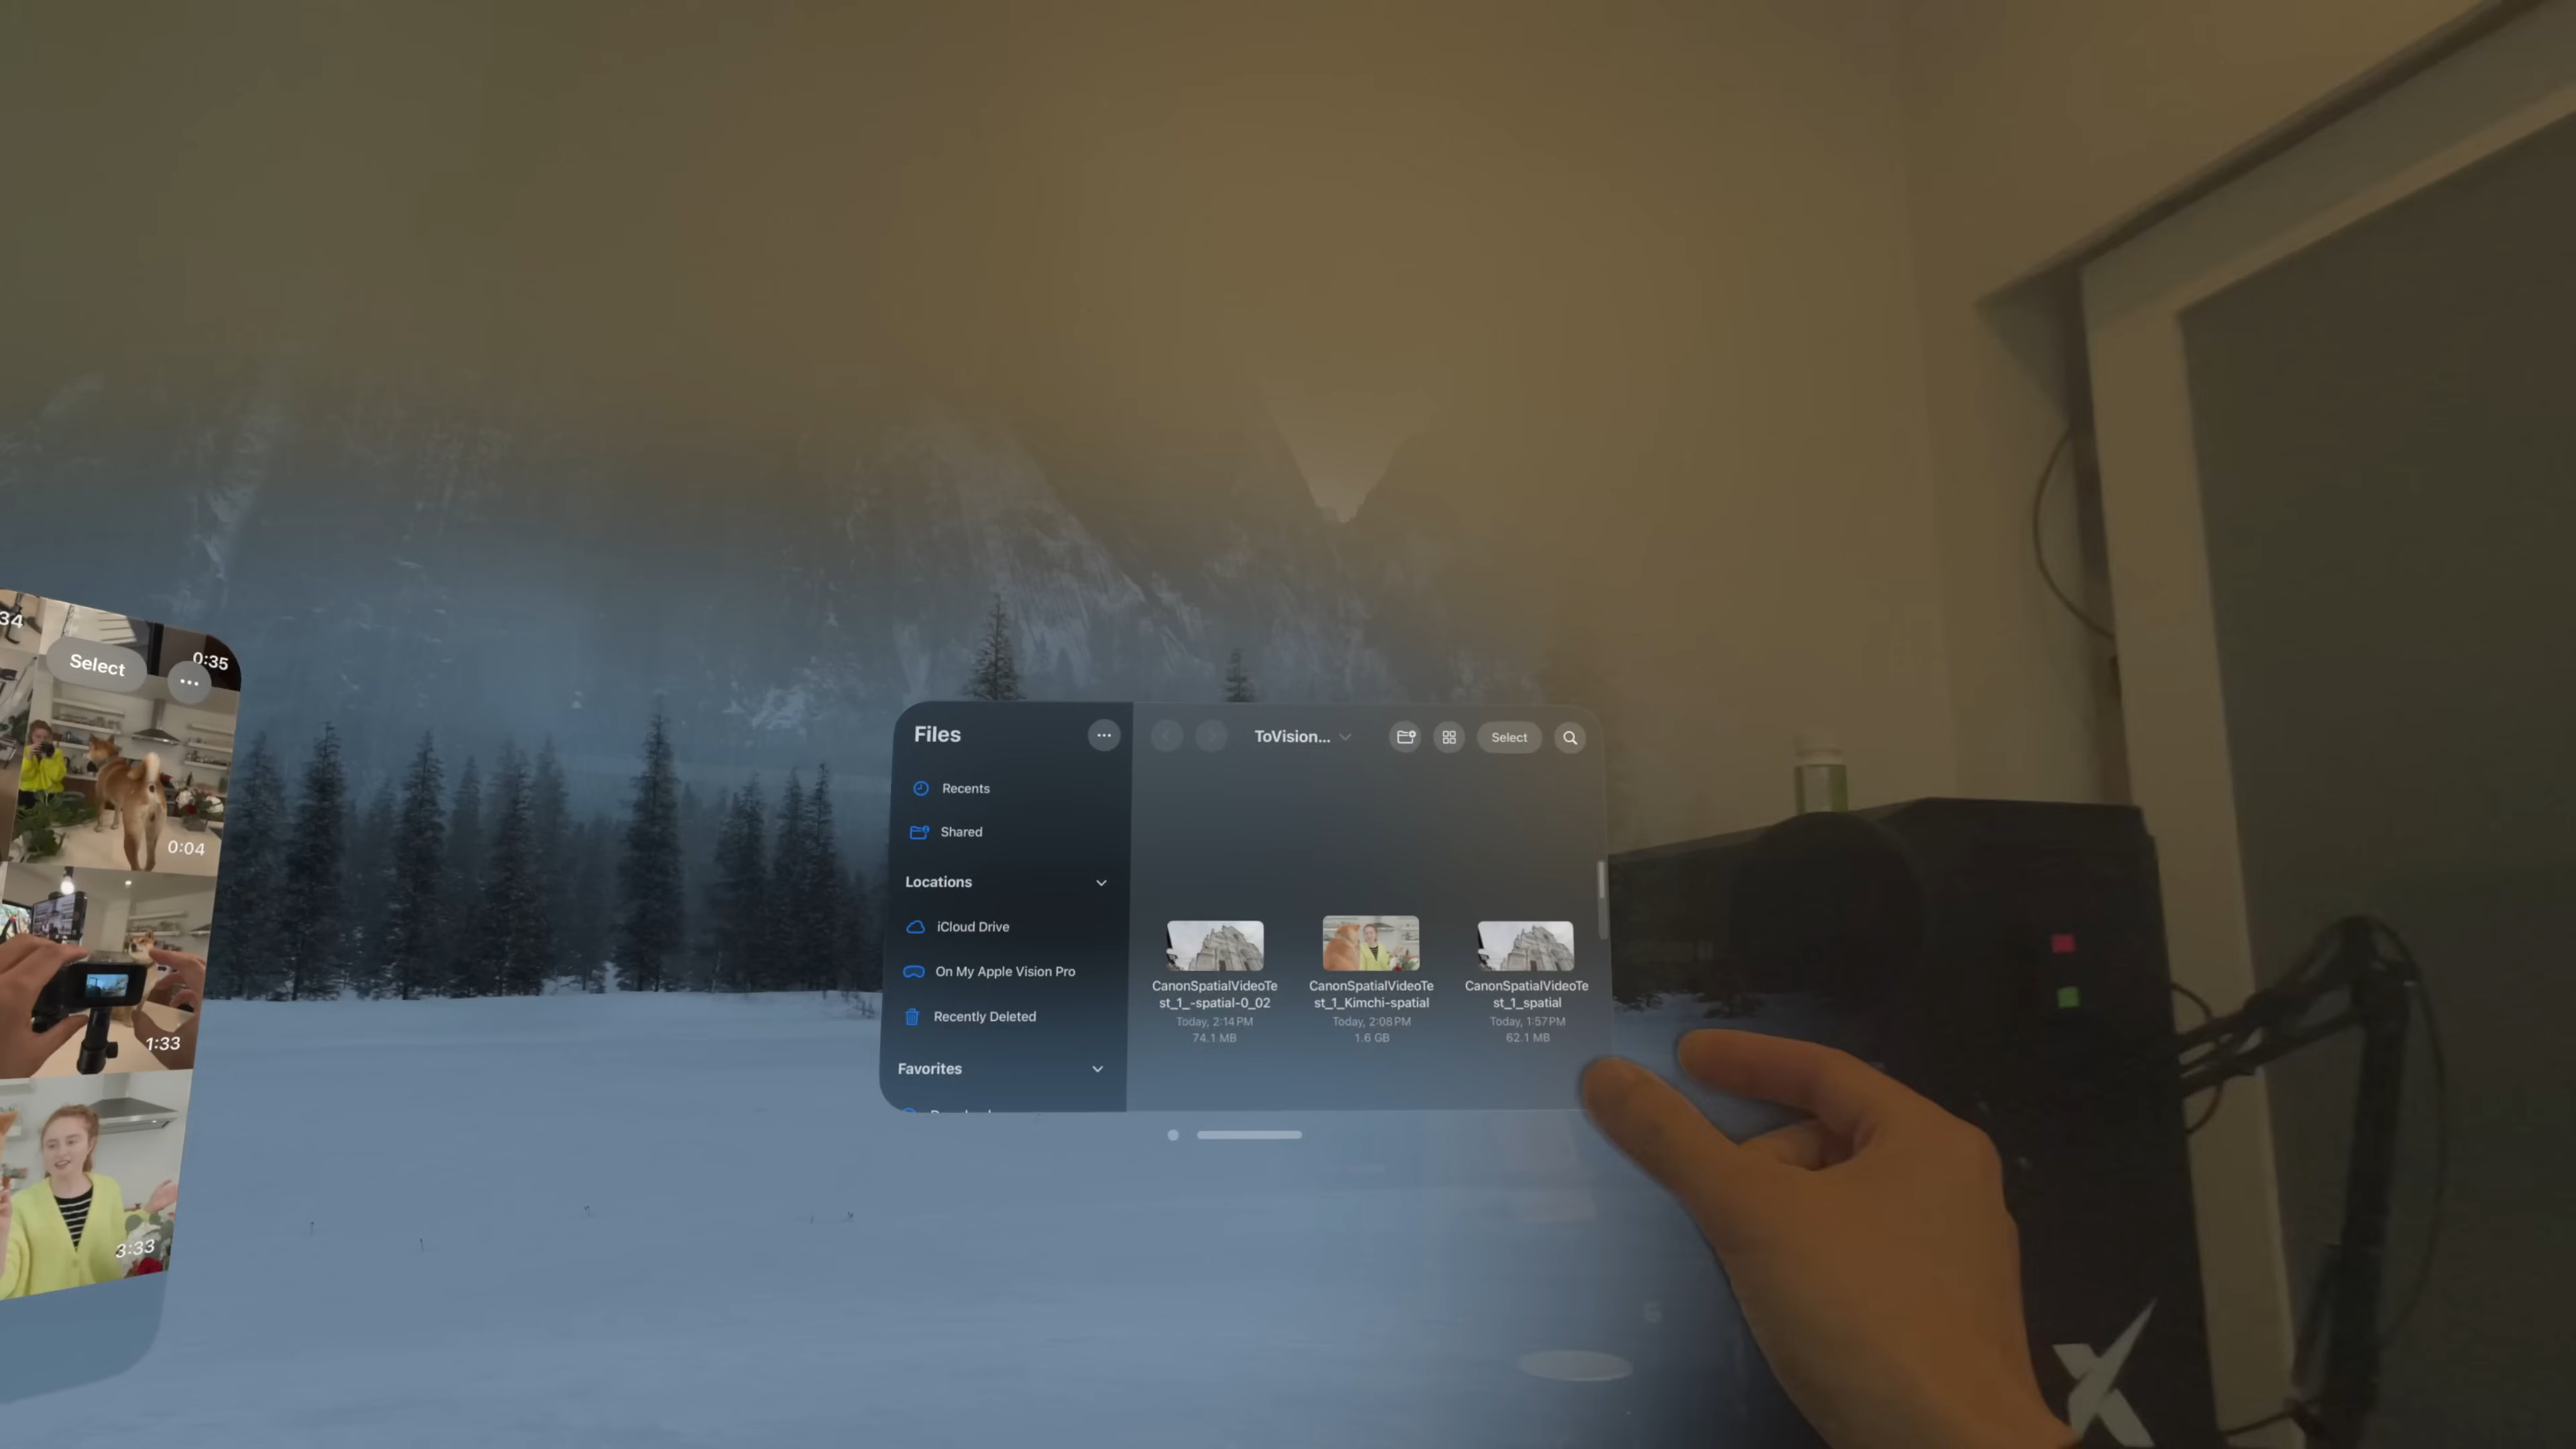 34
0:35
Select
0:04
1:33
3:33
Files
ToVision...
Select
Recents
Shared
Locations
iCloud Drive
On My Apple Vision Pro
Recently Deleted
Favorites
CanonSpatialVideoTe
st_1_-spatial-0_02
Today, 2:14 PM
74.1 MB
CanonSpatialVideoTe
st_1_Kimchi-spatial
Today, 2:08 PM
1.6 GB
CanonSpatialVideoTe
st_1_spatial
Today, 1:57 PM
62.1 MB